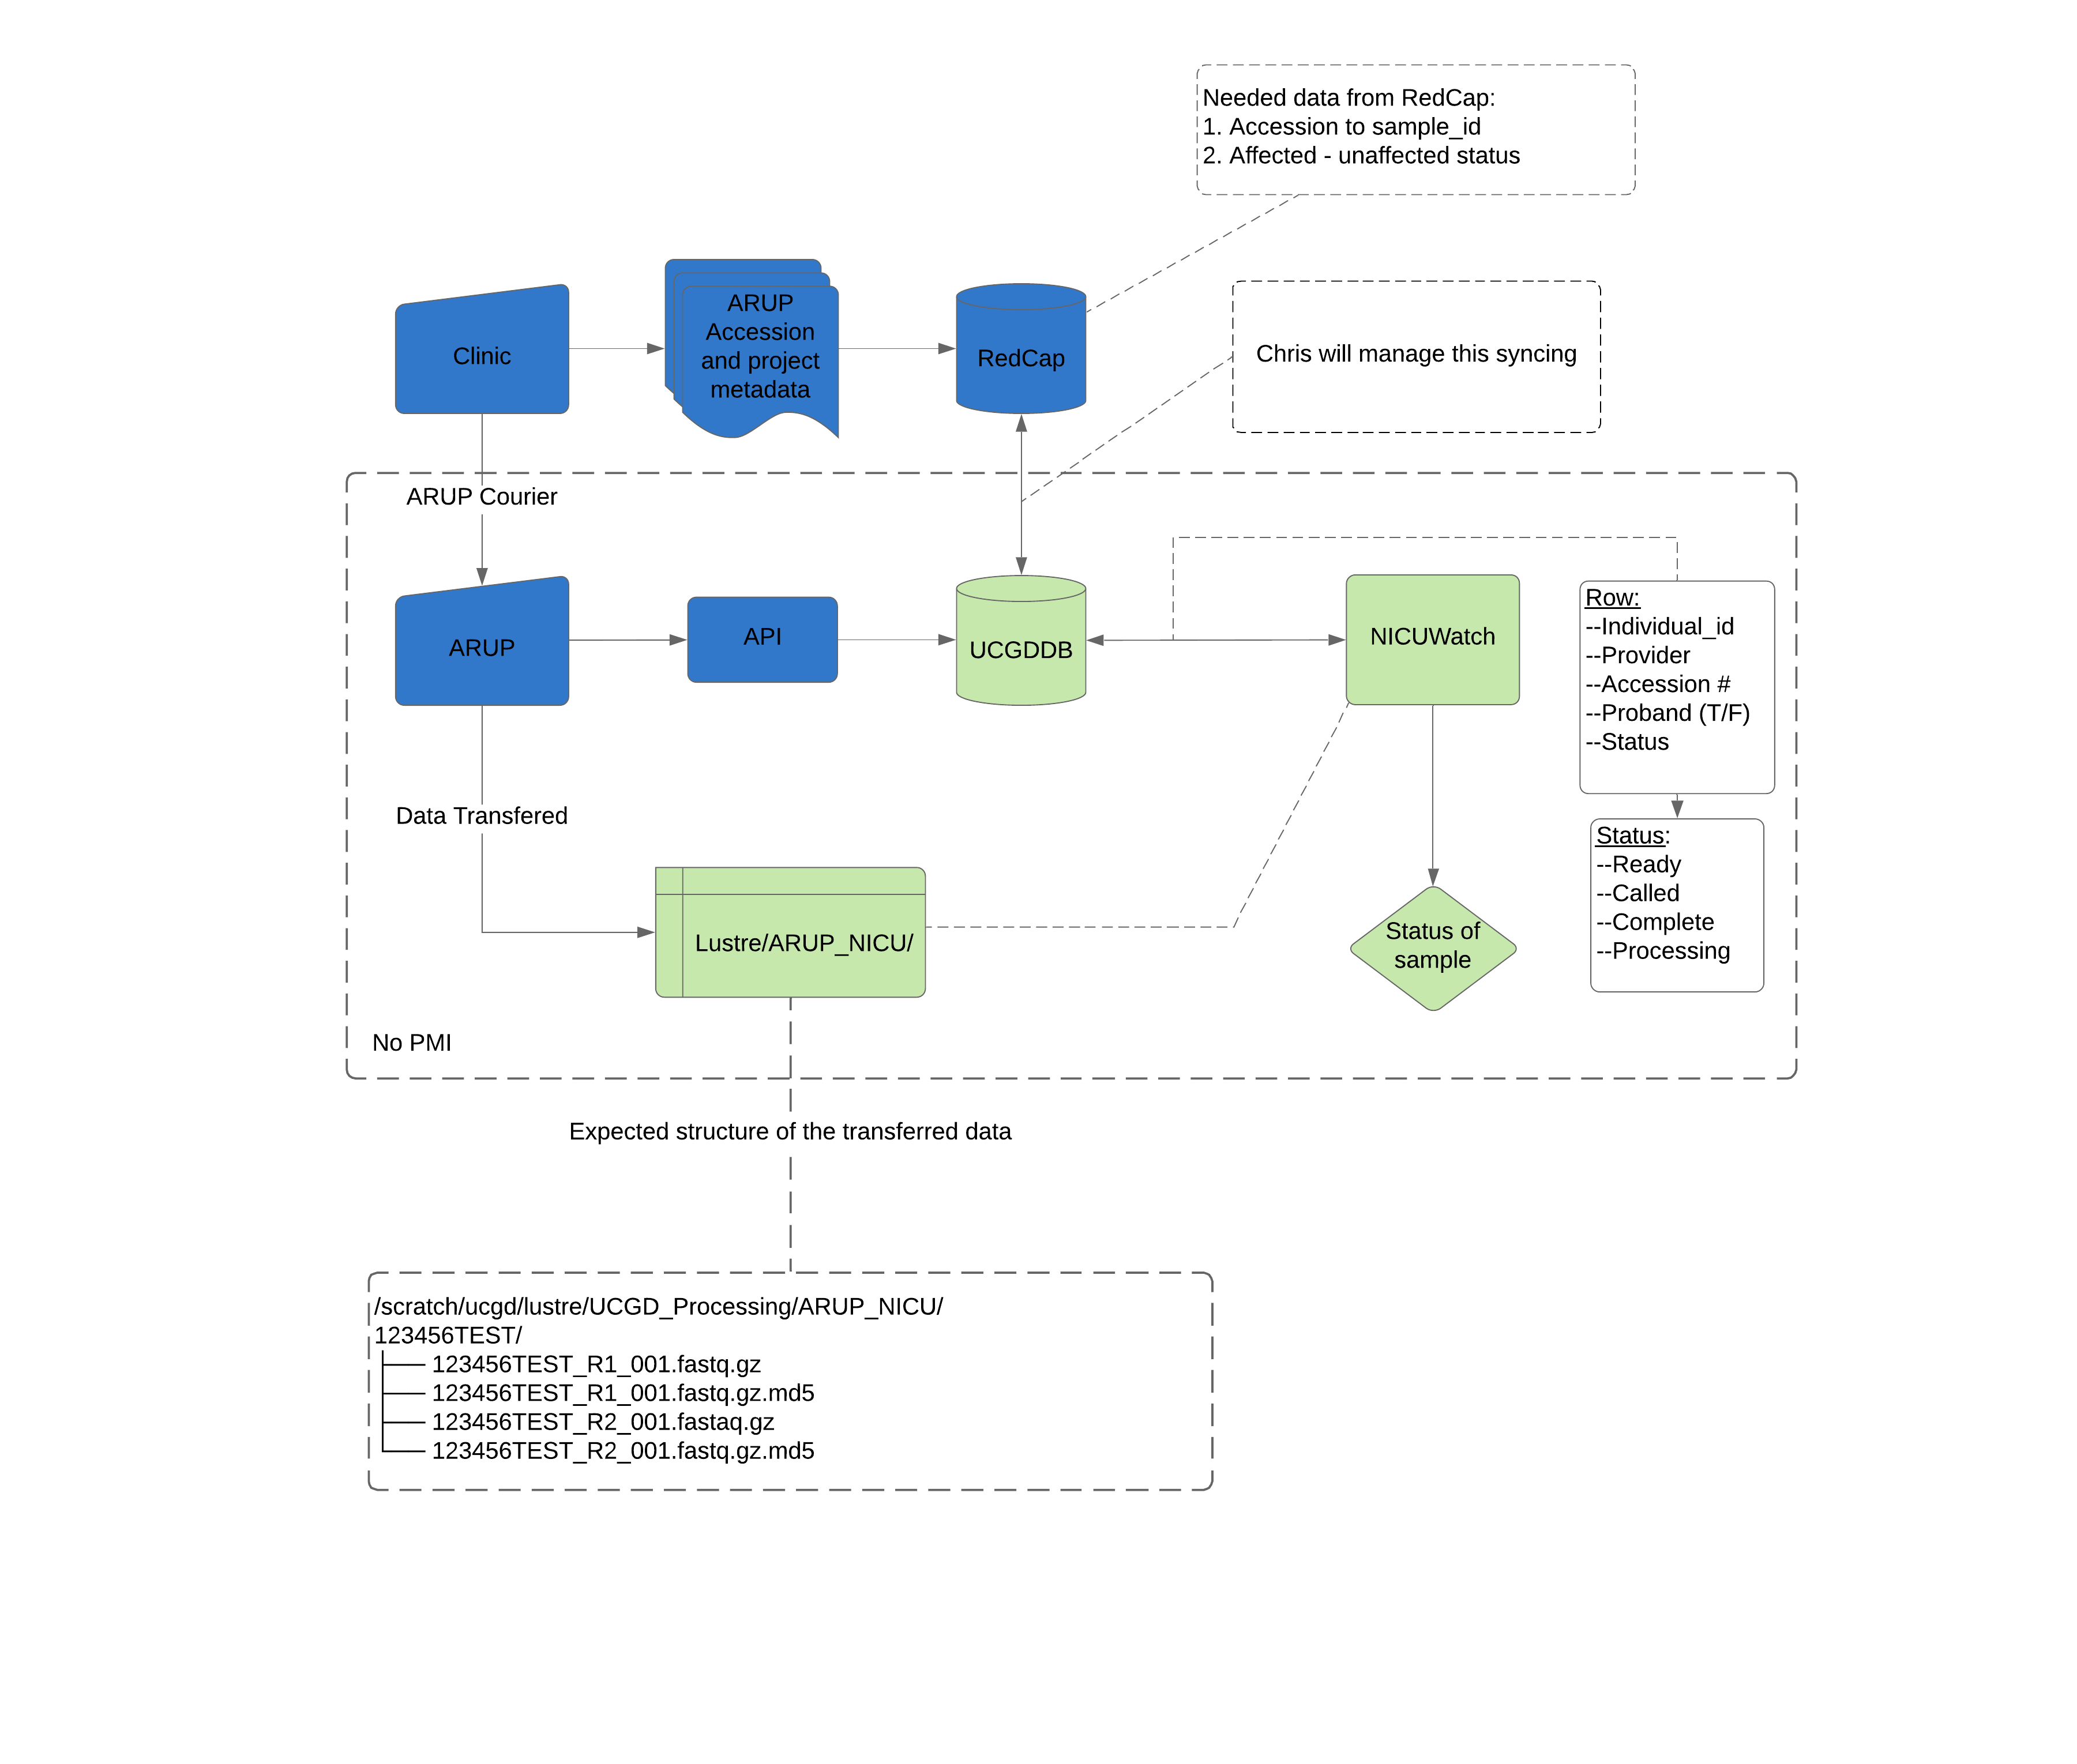 Needed data from RedCap:
1. Accession to sample_id
2. Affected - unaffected status
Clinic
ARUP
Accession
and project
metadata
RedCap
Chris will manage this syncing
ARUP Courier
ARUP
API
UCGDDB
NICUWatch
Row:
--Individual_id
--Provider
--Accession #
--Proband (T/F)
--Status
Data Transfered
Status:
--Ready
--Called
--Complete
--Processing
Lustre/ARUP_NICU/
Status of
sample
No PMI
Expected structure of the transferred data
/scratch/ucgd/lustre/UCGD_Processing/ARUP_NICU/
123456TEST/
123456TEST_R1_001.fastq.gz
123456TEST_R1_001.fastq.gz.md5
123456TEST_R2_001.fastaq.gz
123456TEST_R2_001.fastq.gz.md5